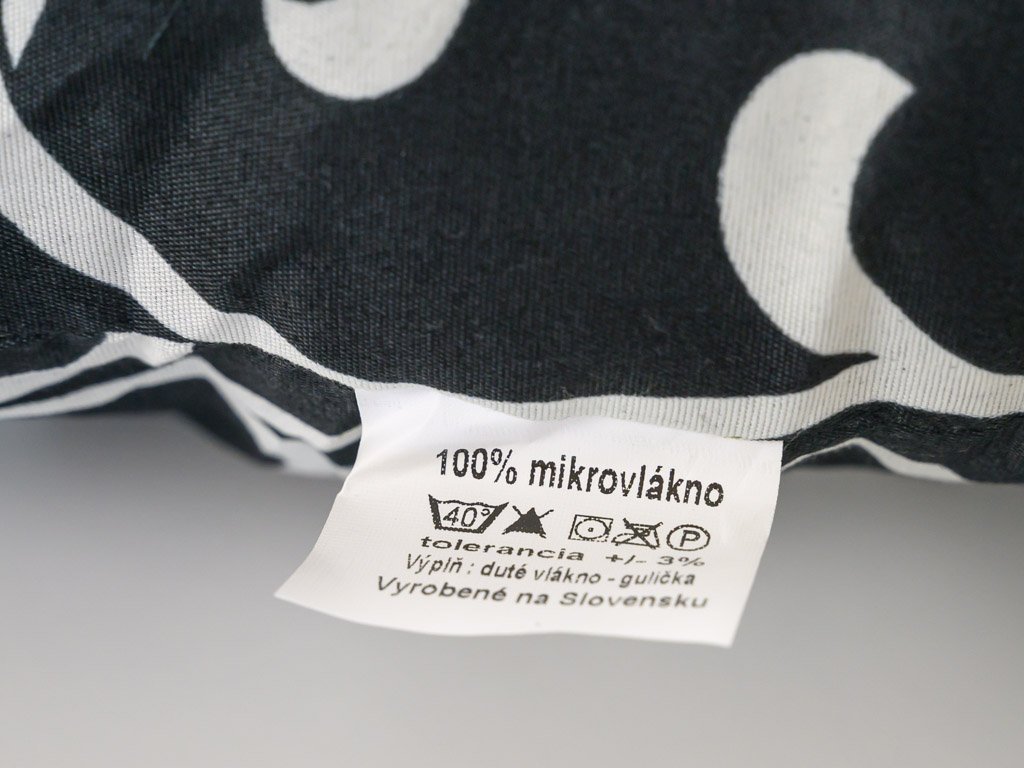 100% mikrovlákno
40° P
tolerancia +/- 3%
Výplň : duté vlákno - gulička
Vyrobené na Slovensku